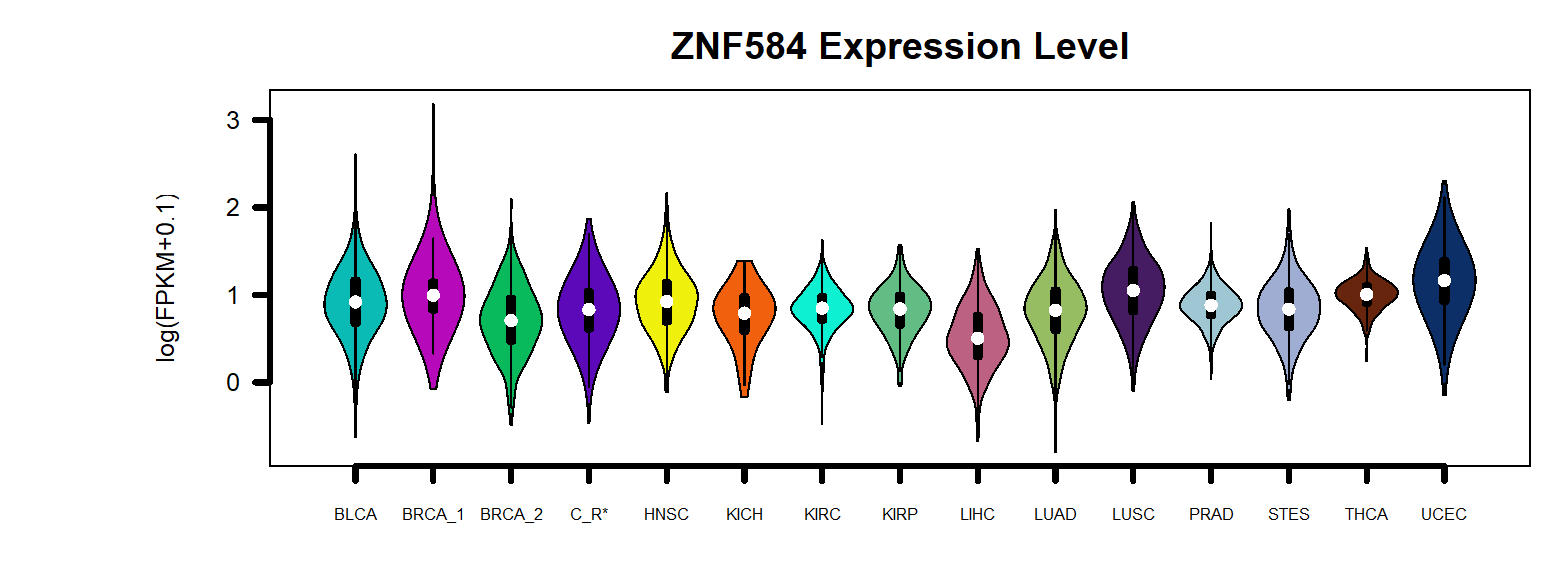 ZNF584 Expression Level
log(FPKM+0.1)
3
2
1
0
BLCA BRCA_1 BRCA_2 C_R* HNSC KICH KIRC KIRP LIHC LUAD LUSC PRAD STES THCA UCEC